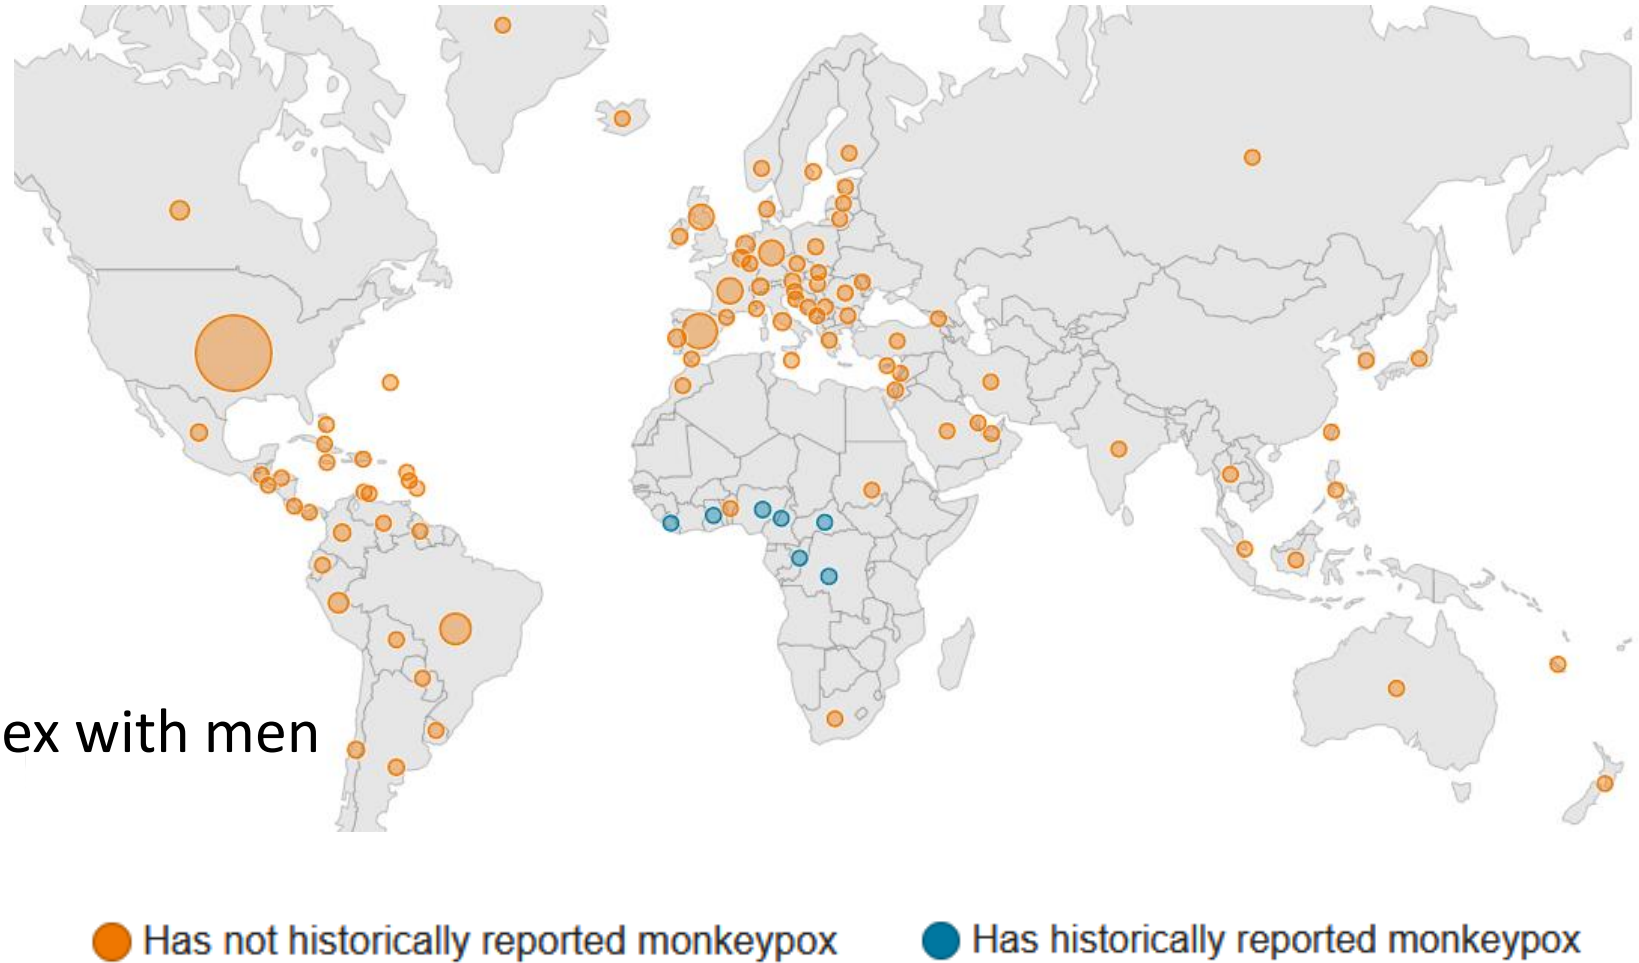 ex with men
Has not historically reported monkeypox
Has historically reported monkeypox